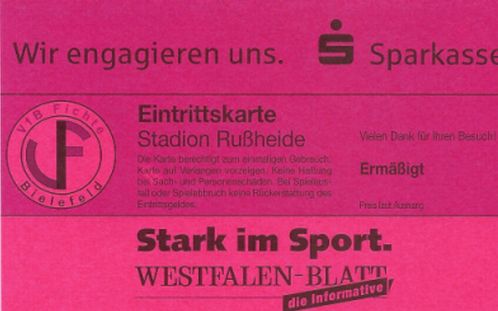 Wir engagieren uns. Sparkasse
VfB Fichte
Bielefeld
Eintrittskarte
Stadion Rußheide
Die Karte berechtigt zum einmaligen Gebrauch.
Karte auf Verlangen vorzeigen. Keine Haftung
bei Sach- und Personenschäden. Bei Spielaus-
fall oder Spielabbruch keine Rückerstattung des
Eintrittsgeldes.
Vielen Dank für Ihren Besuch!
Ermäßigt
Preis laut Aushang
Stark im Sport.
WESTFALEN-BLATT
die Informative